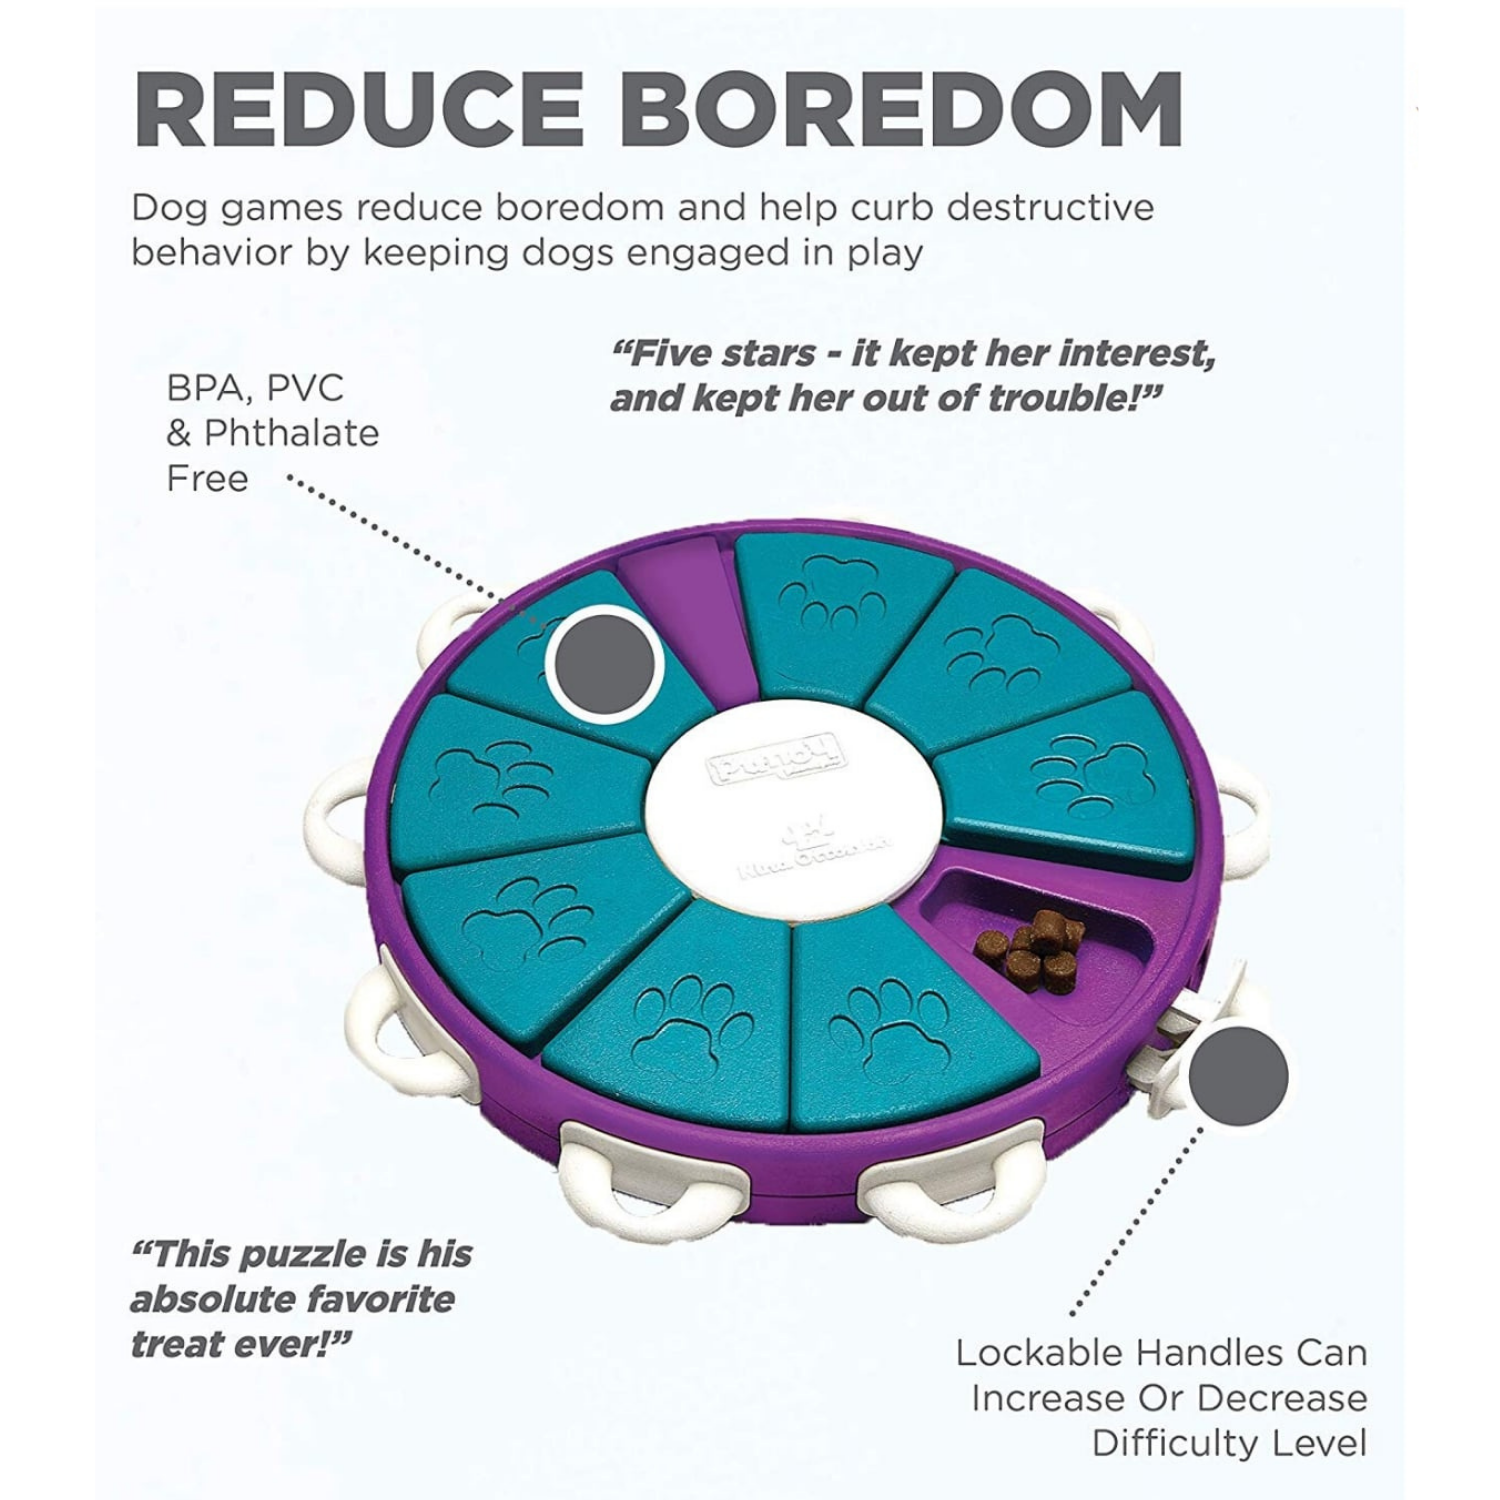 REDUCE BOREDOM
Dog games reduce boredom and help curb destructive
behavior by keeping dogs engaged in play
“Five stars - it kept her interest,
and kept her out of trouble!”
BPA, PVC
& Phthalate
Free
Nina Ottosson
“This puzzle is his
absolute favorite
treat ever!”
Lockable Handles Can
Increase Or Decrease
Difficulty Level